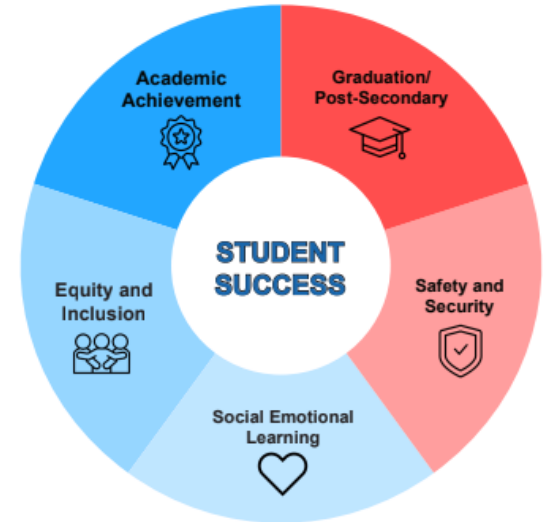 Academic
Achievement
Graduation/
Post-Secondary
STUDENT
SUCCESS
Equity and
Inclusion
Safety and
Security
Social Emotional
Learning